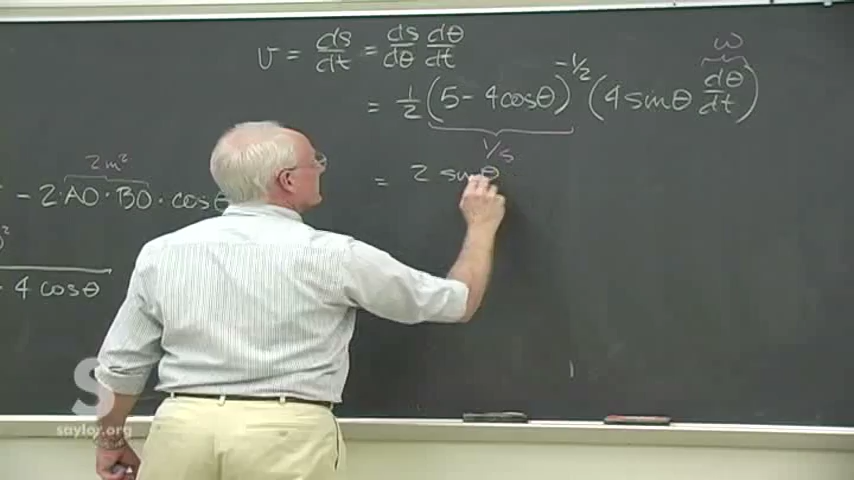 v = ds/dt = ds/dθ dθ/dt
ω
= 1/2 (5 - 4cosθ)^-1/2 (4 sinθ dθ/dt)
1/s
= 2 sinθ
2m²
- 2·AO·BO·cosθ
4 cosθ
S
saylor.org